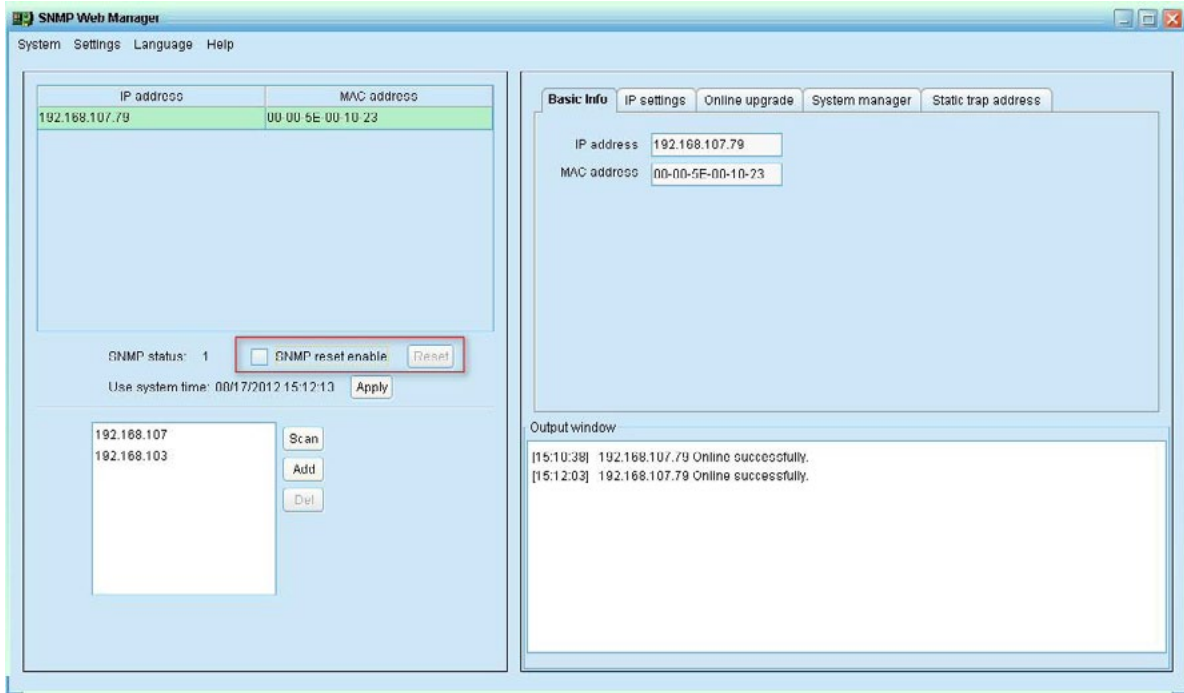 SNMP Web Manager
System Settings Language Help
IP address MAC address
192.168.107.79 00-00-5E-00-10-23
SNMP status: 1 SNMP reset enable Reset
Use system time: 08/17/2012 15:12:13 Apply
192.168.107
192.168.103
Scan
Add
Del
Basic Info IP settings Online upgrade System manager Static trap address
IP address 192.168.107.79
MAC address 00-00-5E-00-10-23
Output window
[15:10:38] 192.168.107.79 Online successfully.
[15:12:03] 192.168.107.79 Online successfully.